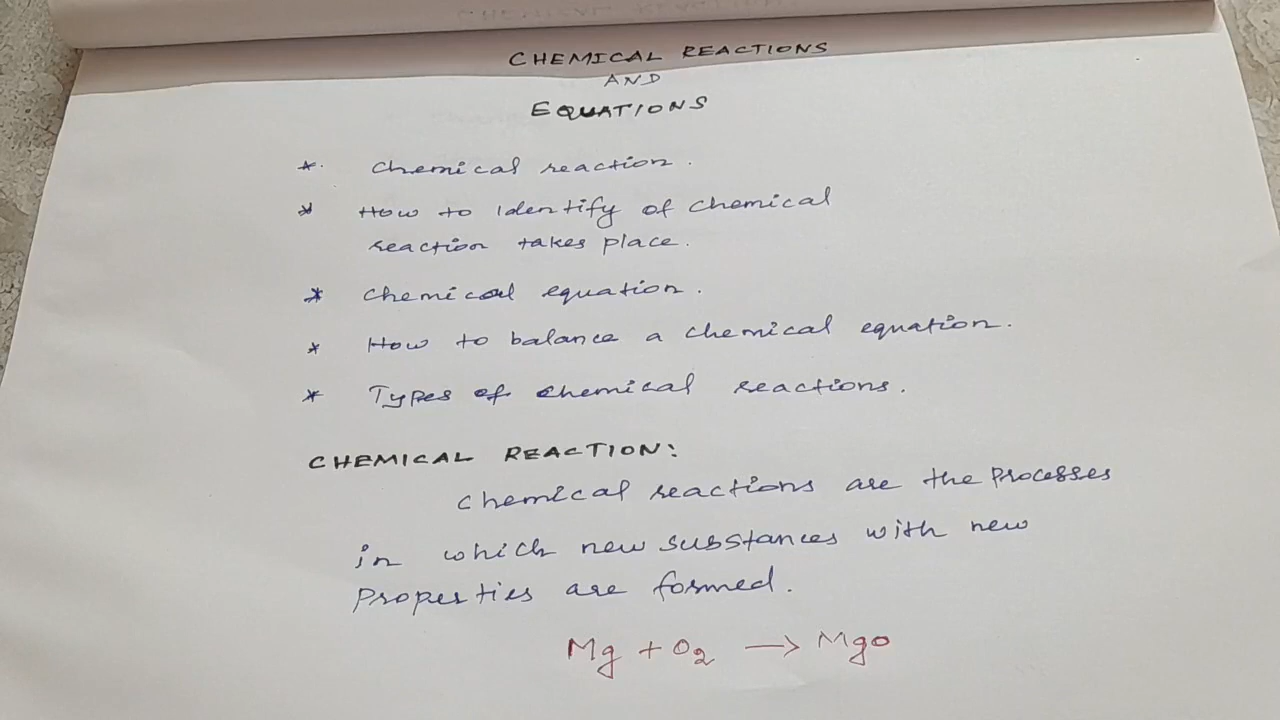 CHEMICAL REACTIONS
AND
EQUATIONS
* Chemical reaction.
* How to Identify of chemical
reaction takes place.
* Chemical equation.
* How to balance a chemical equation.
* Types of chemical reactions.
CHEMICAL REACTION:
Chemical reactions are the processes
in which new substances with new
properties are formed.
Mg + O₂ → Mgo